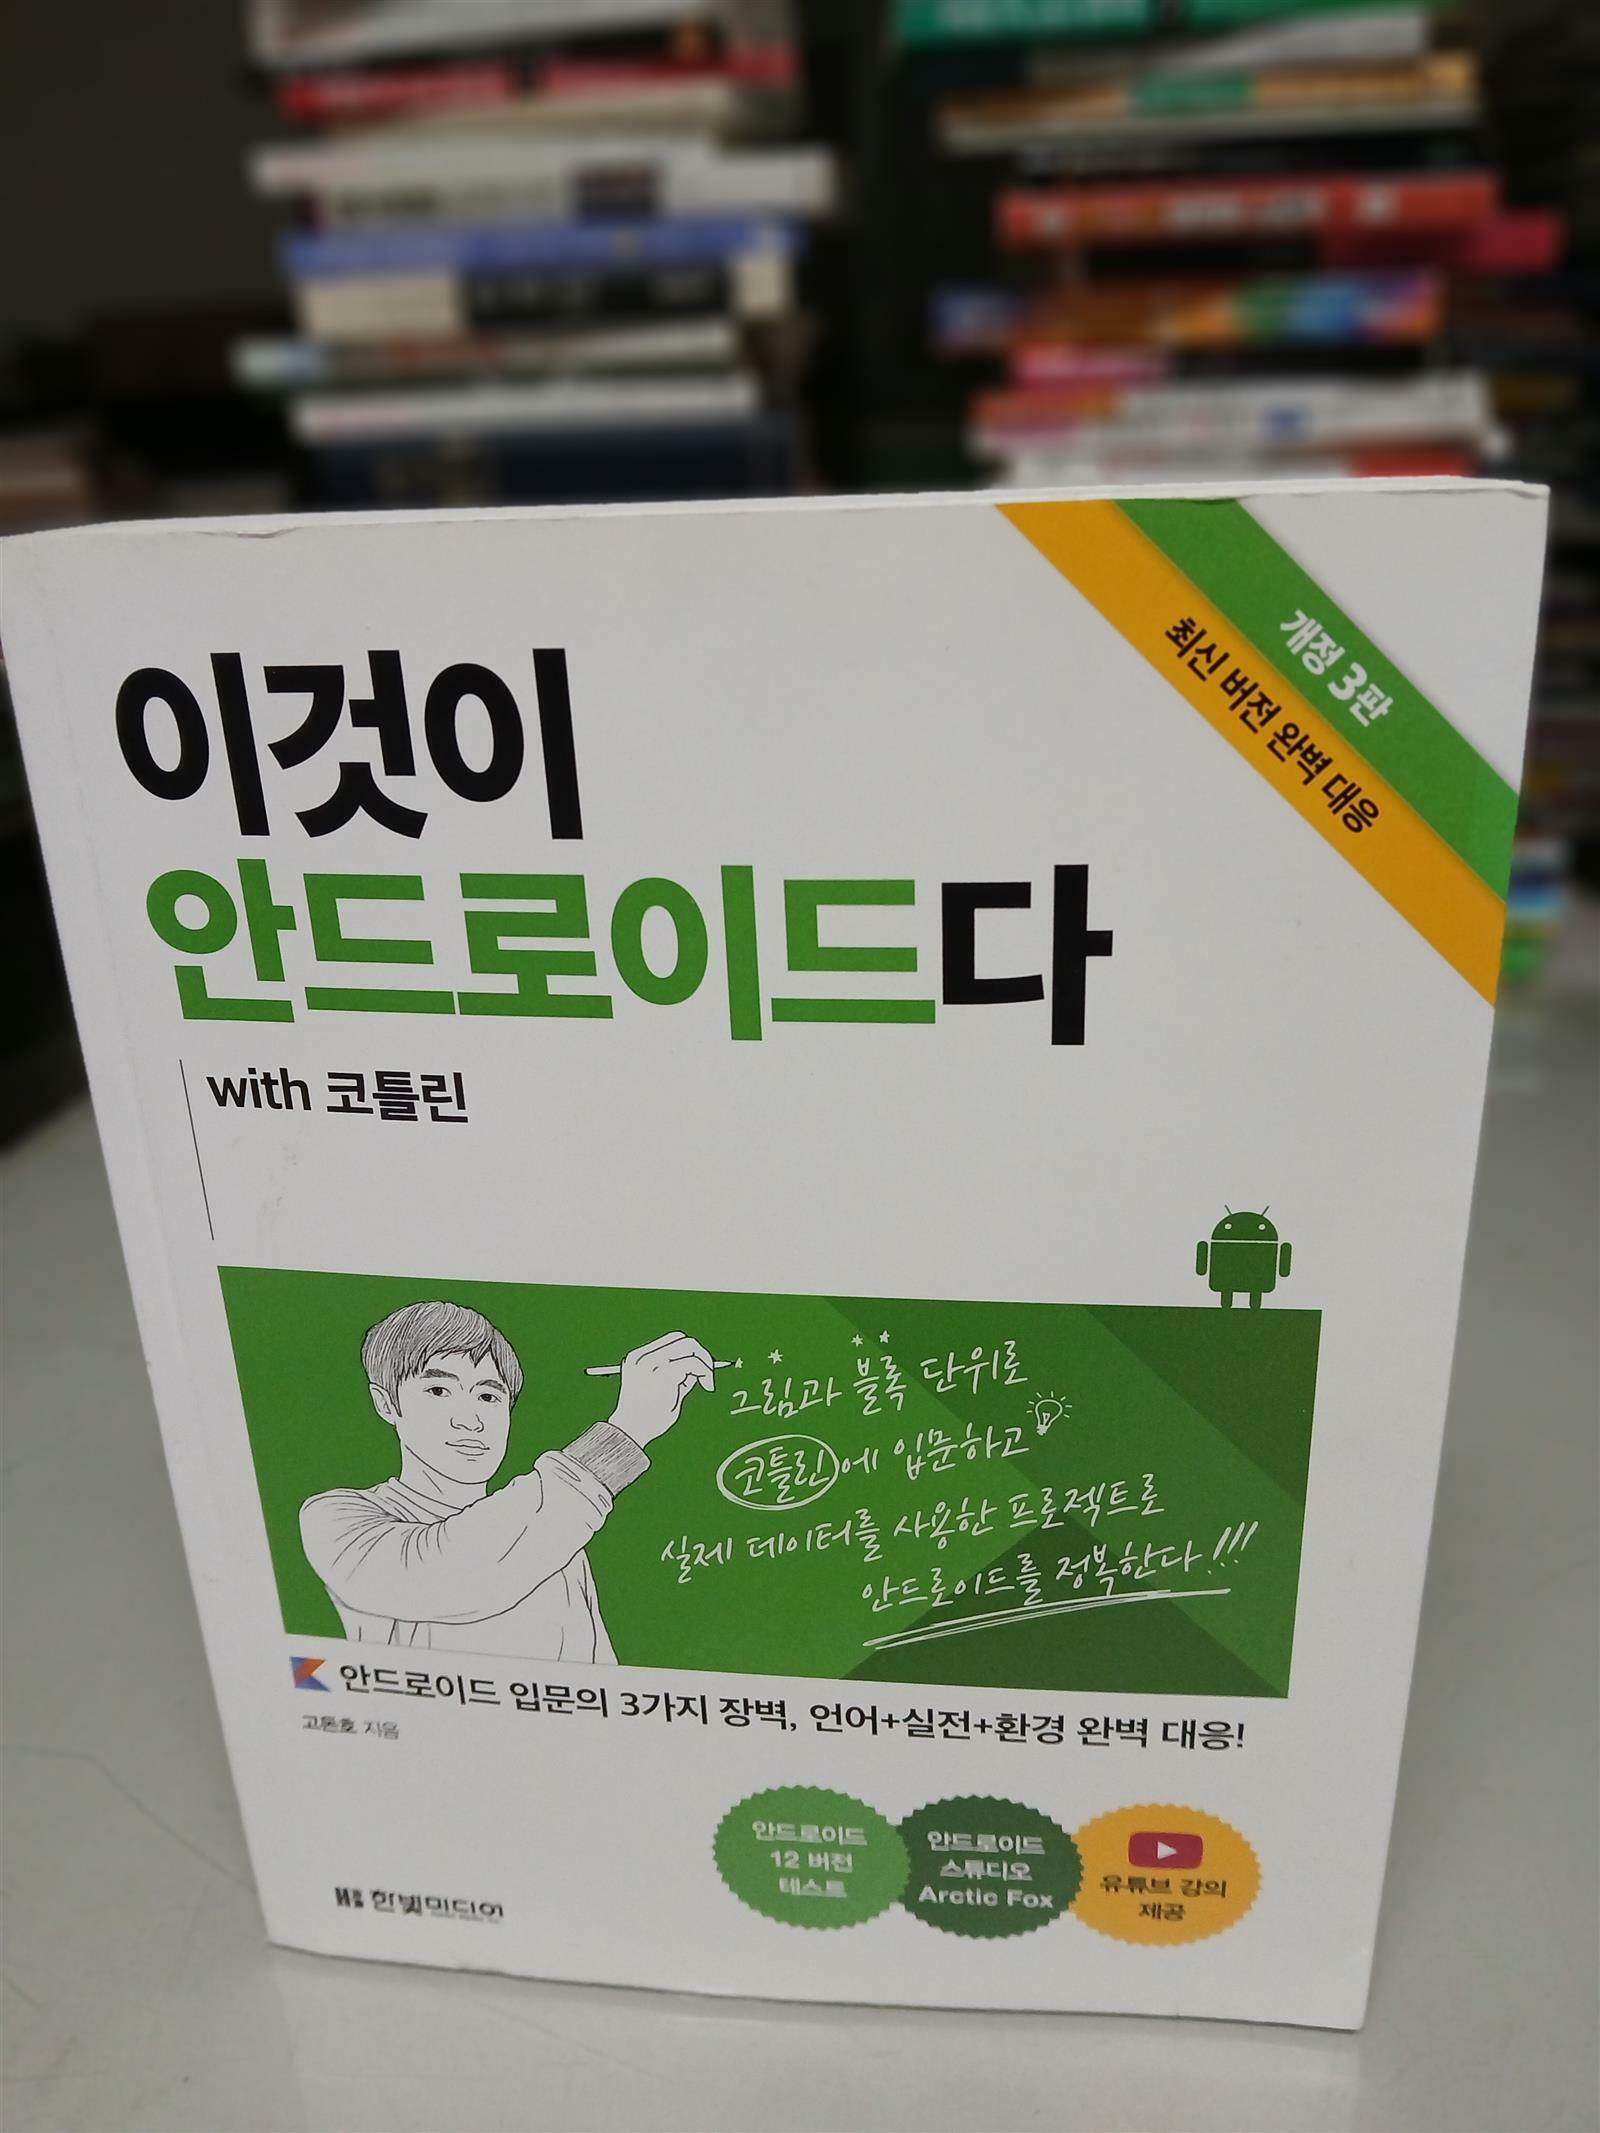 개정 3판
최신 버전 완벽 대응
이것이
안드로이드다
with 코틀린
그림과 블록 단위로
코틀린에 입문하고
실제 데이터를 사용한 프로젝트로
안드로이드를 정복한다!!!
안드로이드 입문의 3가지 장벽, 언어+실전+환경 완벽 대응!
고돈호 지음
안드로이드
12 버전
테스트
안드로이드
스튜디오
Arctic Fox
유튜브 강의
제공
한빛미디어